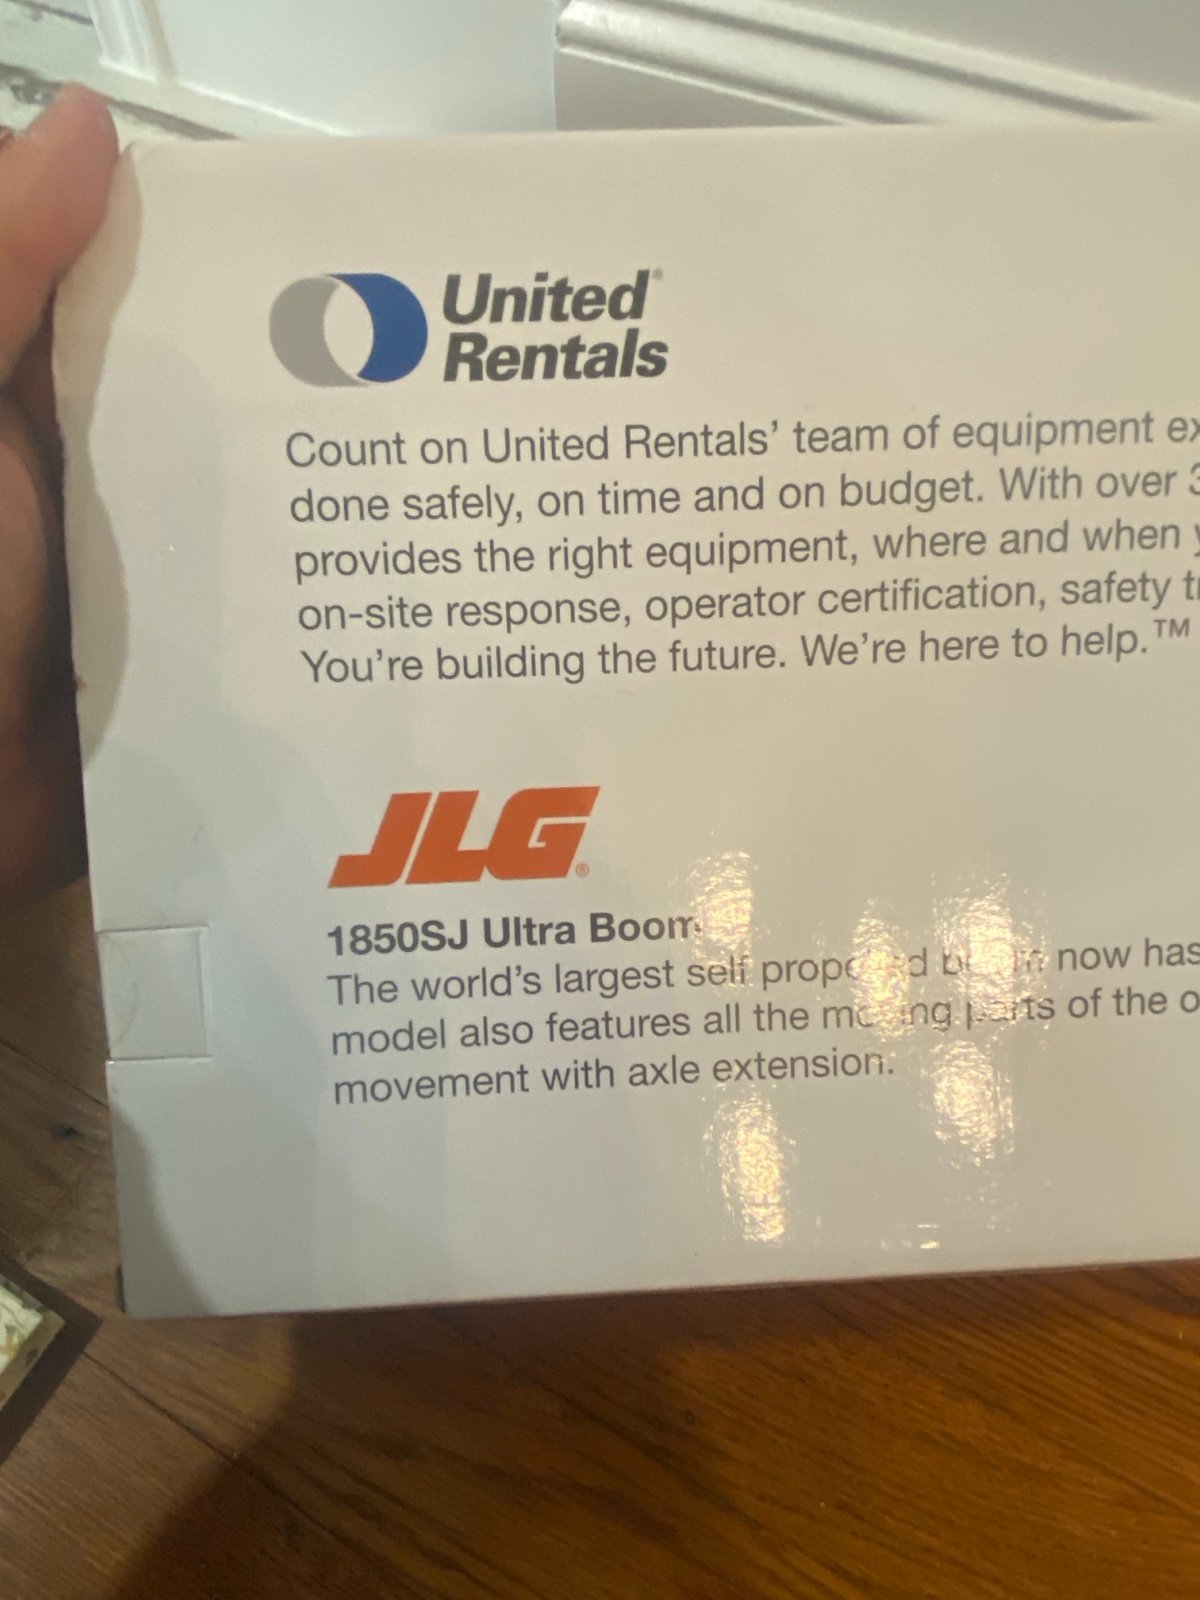 United®
Rentals
Count on United Rentals’ team of equipment
done safely, on time and on budget. With over
provides the right equipment, where and when
on-site response, operator certification, safety
You’re building the future. We’re here to help.™
JLG®
1850SJ Ultra Boom
The world’s largest self now has
model also features all the moving parts of the
movement with axle extension.